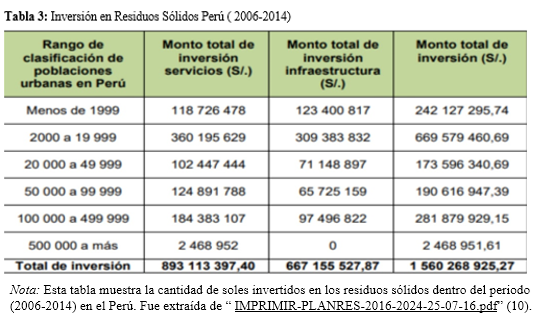 Tabla 3: Inversión en Residuos Sólidos Perú ( 2006-2014)
Rango de clasificación de poblaciones urbanas en Perú | Monto total de inversión servicios (S/.) | Monto total de inversión infraestructura (S/.) | Monto total de inversión (S/.)
Menos de 1999 | 118 726 478 | 123 400 817 | 242 127 295,74
2000 a 19 999 | 360 195 629 | 309 383 832 | 669 579 460,69
20 000 a 49 999 | 102 447 444 | 71 148 897 | 173 596 340,69
50 000 a 99 999 | 124 891 788 | 65 725 159 | 190 616 947,39
100 000 a 499 999 | 184 383 107 | 97 496 822 | 281 879 929,15
500 000 a más | 2 468 952 | 0 | 2 468 951,61
Total de inversión | 893 113 397,40 | 667 155 527,87 | 1 560 268 925,27
Nota: Esta tabla muestra la cantidad de soles invertidos en los residuos sólidos dentro del periodo
(2006-2014) en el Perú. Fue extraída de “ IMPRIMIR-PLANRES-2016-2024-25-07-16.pdf” (10).